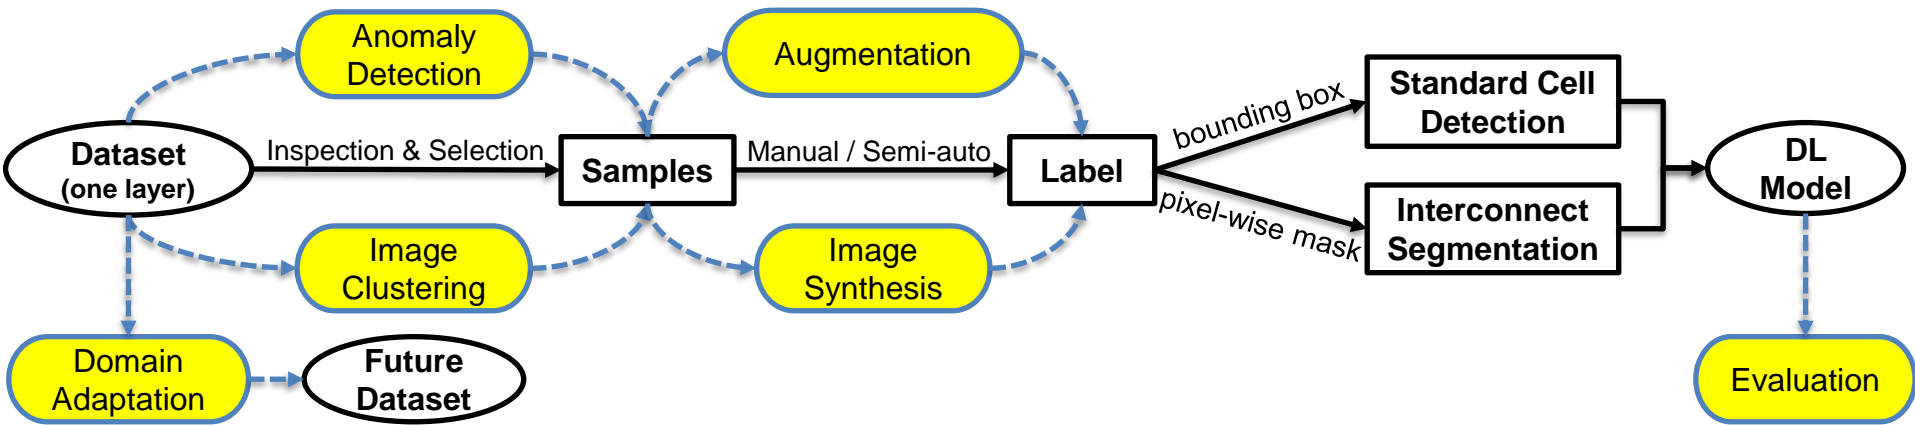 Anomaly
Detection
Augmentation
Dataset
(one layer)
Inspection & Selection
Samples
Manual / Semi-auto
Label
bounding box
pixel-wise mask
Standard Cell
Detection
Interconnect
Segmentation
DL
Model
Image
Clustering
Image
Synthesis
Domain
Adaptation
Future
Dataset
Evaluation